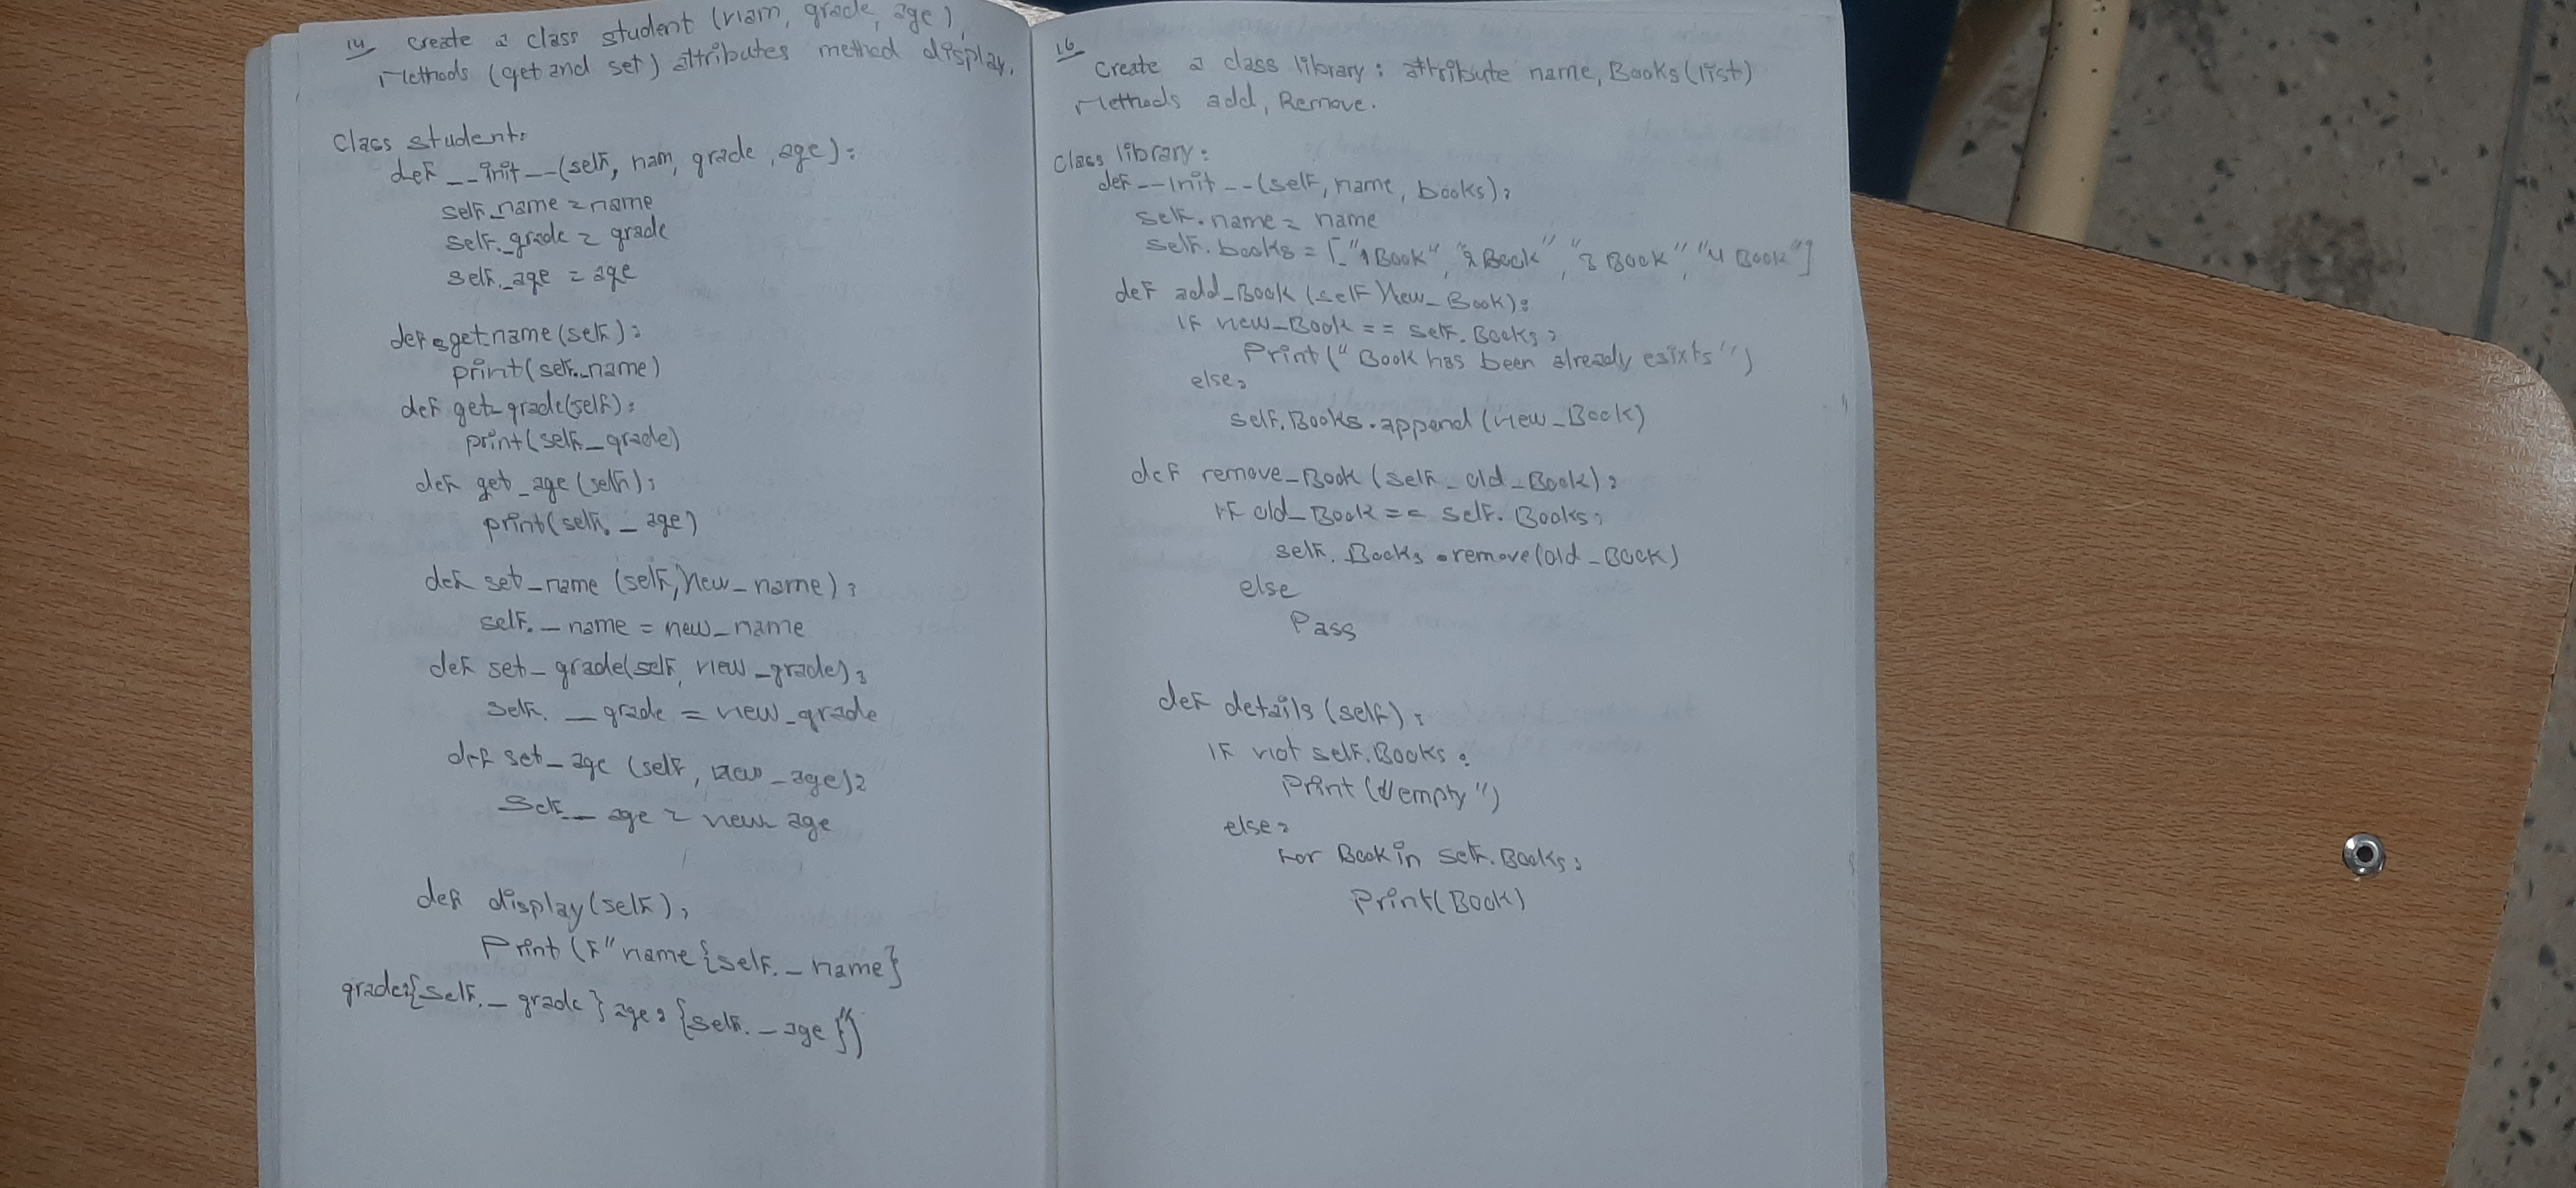 14 create a class student (nam, grade, age)
Methods (get and set) attributes method display.
Class student:
def __init__(self, nam, grade, age):
self._name = name
self._grade = grade
self._age = age
def getname(self):
print(self._name)
def get_grade(self):
print(self._grade)
def get_age(self):
print(self._age)
def set_name (self, new_name):
self._name = new_name
def set_grade(self, new_grade):
self._grade = new_grade
def set_age (self, new_age):
self._age = new age
def display(self):
Print (F"name{self._name}
grade:{self._grade} age:{self._age}")
16 create a class library: attribute name, Books(list)
Methods add, Remove.
Class library:
def __init__(self, name, books):
self.name = name
self.books = ["1Book", "2Book", "3Book", "4Book"]
def add_Book (self, New_Book):
if new_Book == self.Books:
Print("Book has been already esixts")
else:
self.Books.append(New_Book)
def remove_Book (self_old_Book):
if old_Book == self.Books:
self.Books.remove(old_Book)
else
Pass
def details (self):
if not self.Books:
Print("empty")
else:
For Book in self.Books:
Print(Book)